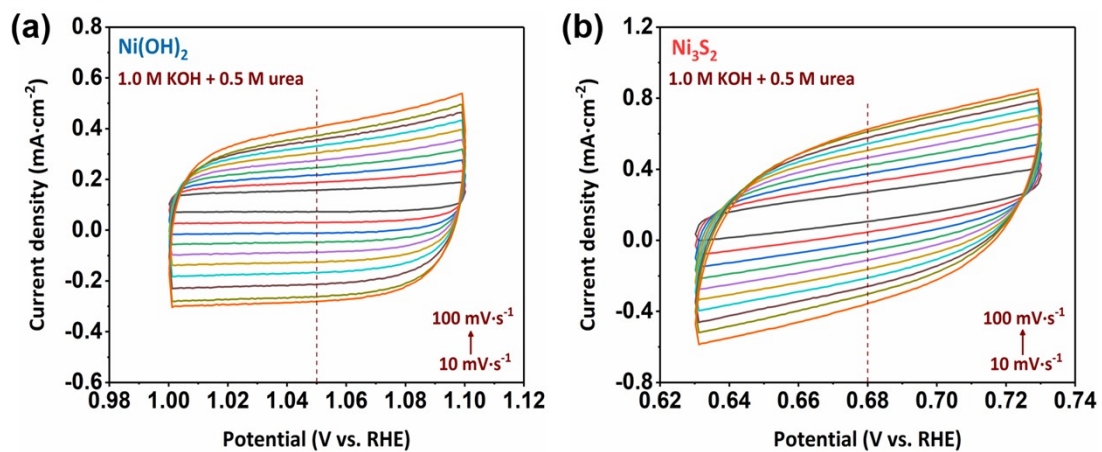 (a)
0.8
0.6
0.4
0.2
0.0
-0.2
-0.4
-0.6
Current density (mA·cm⁻²)
Ni(OH)₂
1.0 M KOH + 0.5 M urea
100 mV·s⁻¹
10 mV·s⁻¹
0.98 1.00 1.02 1.04 1.06 1.08 1.10 1.12
Potential (V vs. RHE)
(b)
1.2
0.8
0.4
0.0
-0.4
-0.8
Current density (mA·cm⁻²)
Ni₃S₂
1.0 M KOH + 0.5 M urea
100 mV·s⁻¹
10 mV·s⁻¹
0.62 0.64 0.66 0.68 0.70 0.72 0.74
Potential (V vs. RHE)